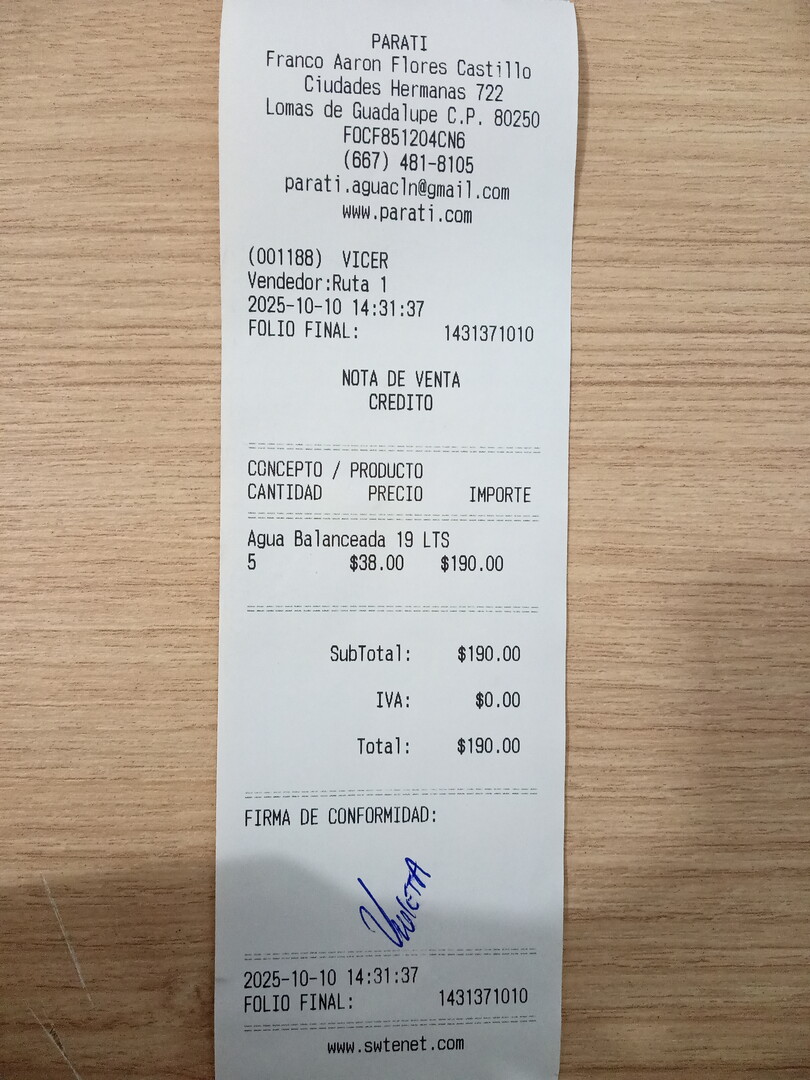 PARATI
Franco Aaron Flores Castillo
Ciudades Hermanas 722
Lomas de Guadalupe C.P. 80250
FOCF851204CN6
(667) 481-8105
parati.aguacln@gmail.com
www.parati.com
(001188) VICER
Vendedor:Ruta 1
2025-10-10 14:31:37
FOLIO FINAL: 1431371010
NOTA DE VENTA
CREDITO
CONCEPTO / PRODUCTO
CANTIDAD PRECIO IMPORTE
Agua Balanceada 19 LTS
5 $38.00 $190.00
SubTotal: $190.00
IVA: $0.00
Total: $190.00
FIRMA DE CONFORMIDAD:
Violeta
2025-10-10 14:31:37
FOLIO FINAL: 1431371010
www.swtenet.com